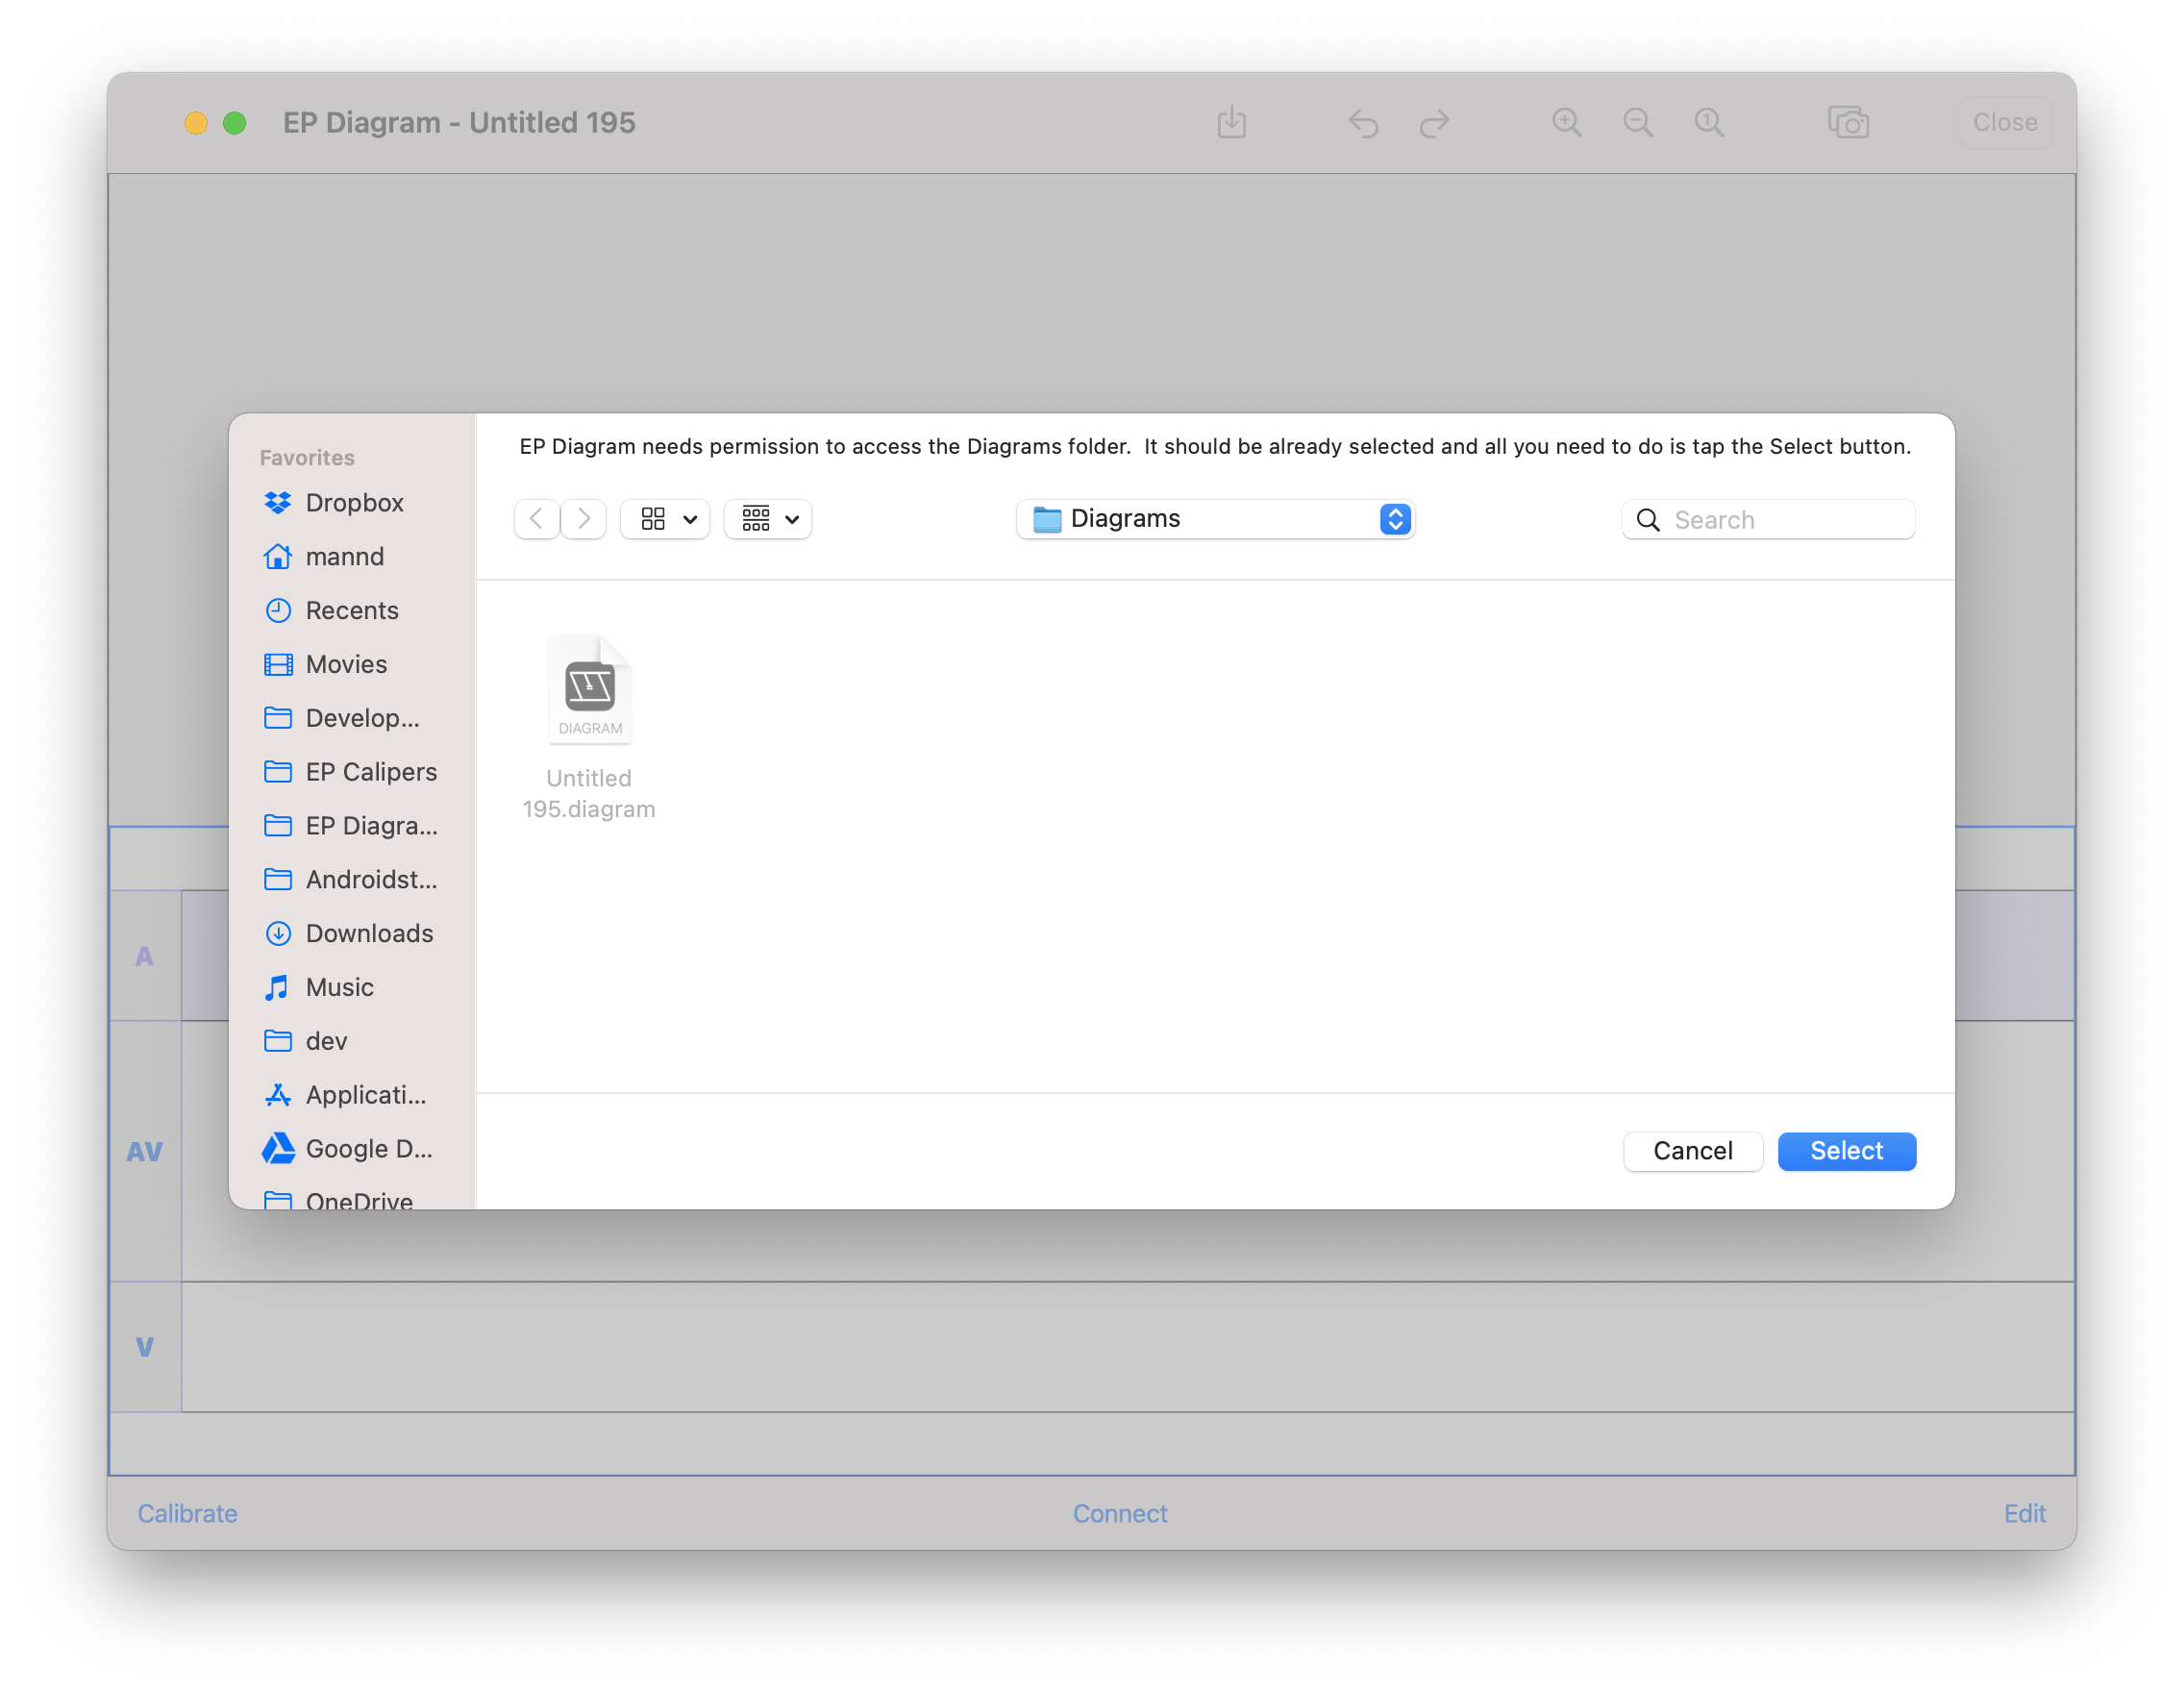 EP Diagram - Untitled 195
1
Close
EP Diagram needs permission to access the Diagrams folder.  It should be already selected and all you need to do is tap the Select button.
Favorites
Dropbox
mannd
Recents
Movies
Develop...
EP Calipers
EP Diagra...
Androidst...
Downloads
Music
dev
Applicati...
Google D...
OneDrive
Diagrams
Search
DIAGRAM
Untitled
195.diagram
Cancel
Select
A
AV
V
Calibrate
Connect
Edit